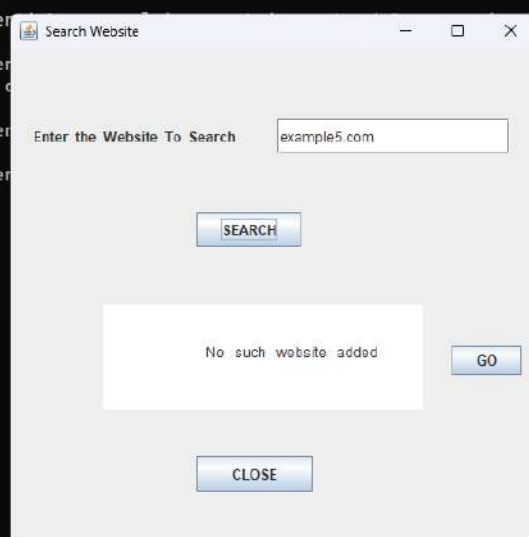 Search Website
Enter the Website To Search
example5.com
SEARCH
No such website added
GO
CLOSE